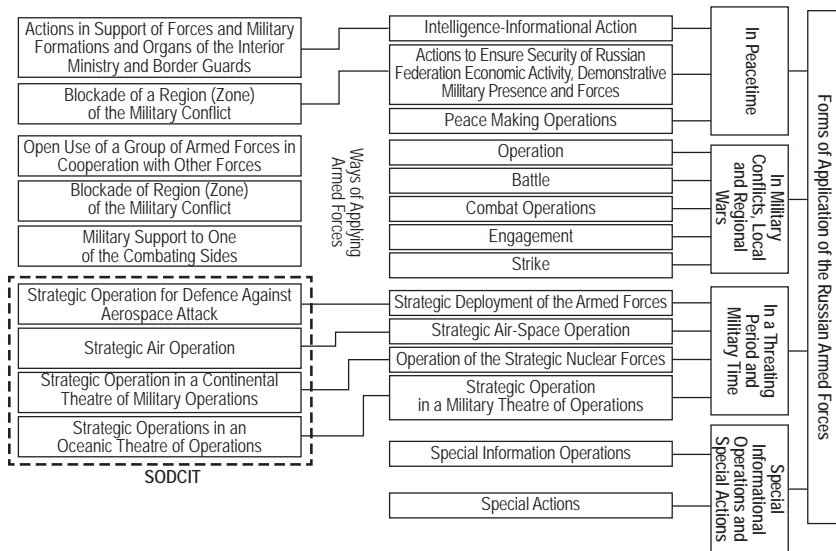 Actions in Support of Forces and Military
Formations and Organs of the Interior
Ministry and Border Guards
Blockade of a Region (Zone)
of the Military Conflict
Open Use of a Group of Armed Forces in
Cooperation with Other Forces
Blockade of Region (Zone)
of the Military Conflict
Military Support to One
of the Combating Sides
Strategic Operation for Defence Against
Aerospace Attack
Strategic Air Operation
Strategic Operation in a Continental
Theatre of Military Operations
Strategic Operations in an
Oceanic Theatre of Operations
SODCIT
Ways of Applying
Armed Forces
Intelligence-Informational Action
Actions to Ensure Security of Russian
Federation Economic Activity, Demonstrative
Military Presence and Forces
Peace Making Operations
Operation
Battle
Combat Operations
Engagement
Strike
Strategic Deployment of the Armed Forces
Strategic Air-Space Operation
Operation of the Strategic Nuclear Forces
Strategic Operation
in a Military Theatre of Operations
Special Information Operations
Special Actions
In Peacetime
In Military
Conflicts, Local
and Regional
Wars
In a Threating
Period and
Military Time
Special
Informational
Operations and
Special Actions
Forms of Application of the Russian Armed Forces